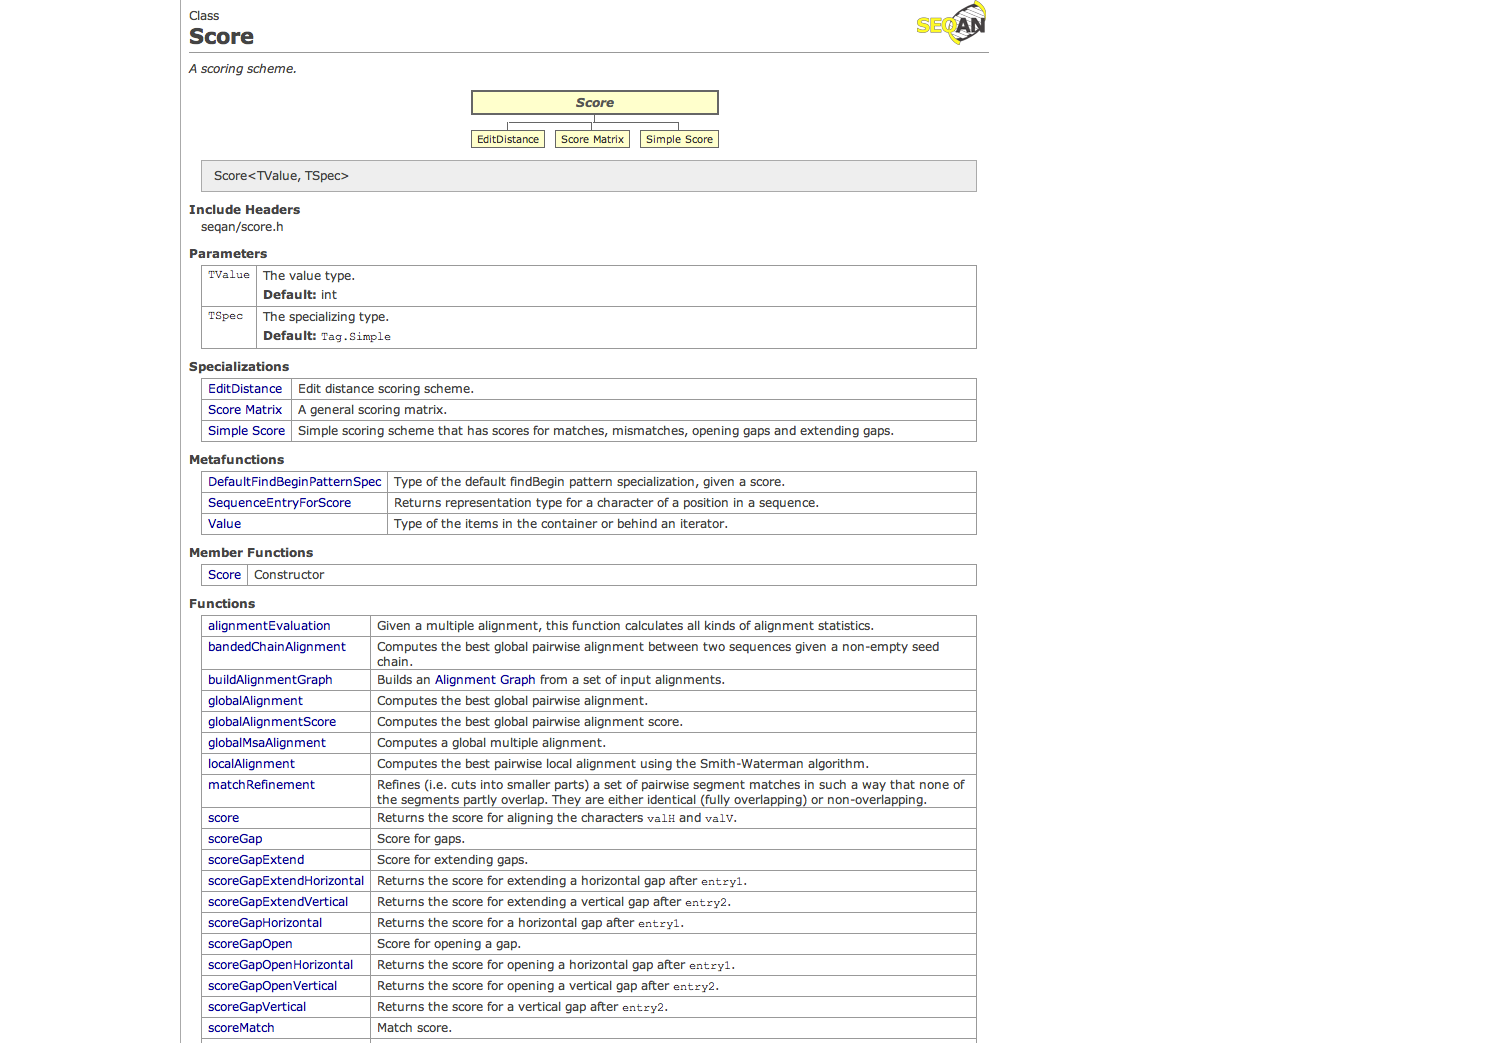 Class
SEQAN
Score
A scoring scheme.
Score
EditDistance Score Matrix Simple Score
Score<TValue, TSpec>
Include Headers
seqan/score.h
Parameters
TValue The value type.
Default: int
TSpec The specializing type.
Default: Tag.Simple
Specializations
EditDistance Edit distance scoring scheme.
Score Matrix A general scoring matrix.
Simple Score Simple scoring scheme that has scores for matches, mismatches, opening gaps and extending gaps.
Metafunctions
DefaultFindBeginPatternSpec Type of the default findBegin pattern specialization, given a score.
SequenceEntryForScore Returns representation type for a character of a position in a sequence.
Value Type of the items in the container or behind an iterator.
Member Functions
Score Constructor
Functions
alignmentEvaluation Given a multiple alignment, this function calculates all kinds of alignment statistics.
bandedChainAlignment Computes the best global pairwise alignment between two sequences given a non-empty seed
chain.
buildAlignmentGraph Builds an Alignment Graph from a set of input alignments.
globalAlignment Computes the best global pairwise alignment.
globalAlignmentScore Computes the best global pairwise alignment score.
globalMsaAlignment Computes a global multiple alignment.
localAlignment Computes the best pairwise local alignment using the Smith-Waterman algorithm.
matchRefinement Refines (i.e. cuts into smaller parts) a set of pairwise segment matches in such a way that none of
the segments partly overlap. They are either identical (fully overlapping) or non-overlapping.
score Returns the score for aligning the characters valH and valV.
scoreGap Score for gaps.
scoreGapExtend Score for extending gaps.
scoreGapExtendHorizontal Returns the score for extending a horizontal gap after entry1.
scoreGapExtendVertical Returns the score for extending a vertical gap after entry2.
scoreGapHorizontal Returns the score for a horizontal gap after entry1.
scoreGapOpen Score for opening a gap.
scoreGapOpenHorizontal Returns the score for opening a horizontal gap after entry1.
scoreGapOpenVertical Returns the score for opening a vertical gap after entry2.
scoreGapVertical Returns the score for a vertical gap after entry2.
scoreMatch Match score.